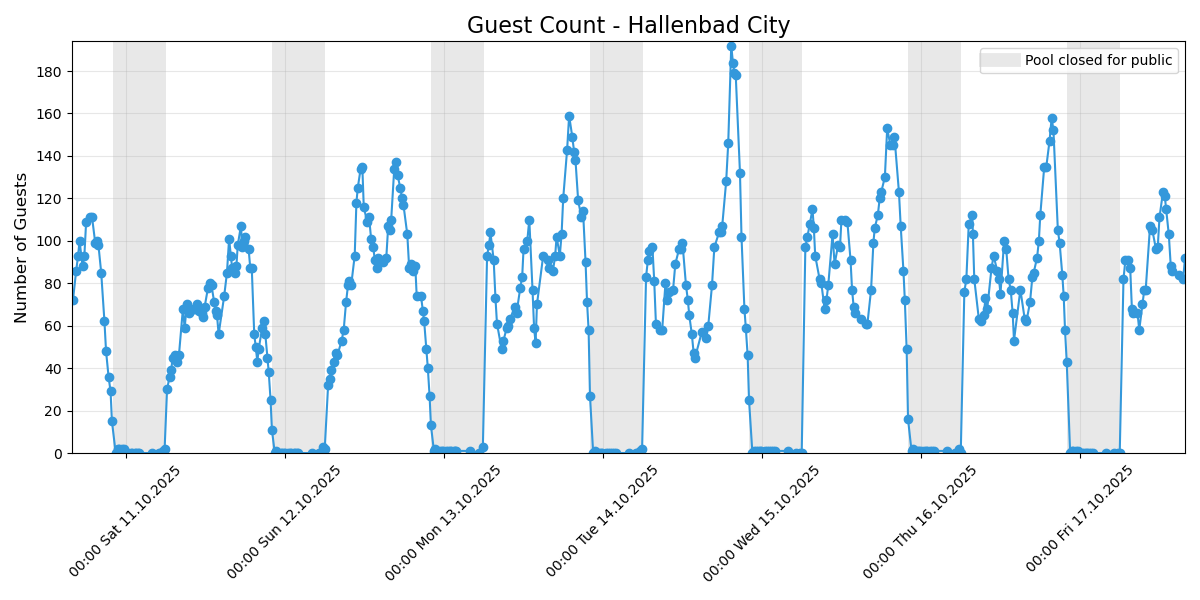 Guest Count - Hallenbad City
Pool closed for public
Number of Guests
180
160
140
120
100
80
60
40
20
0
00:00 Sat 11.10.2025
00:00 Sun 12.10.2025
00:00 Mon 13.10.2025
00:00 Tue 14.10.2025
00:00 Wed 15.10.2025
00:00 Thu 16.10.2025
00:00 Fri 17.10.2025